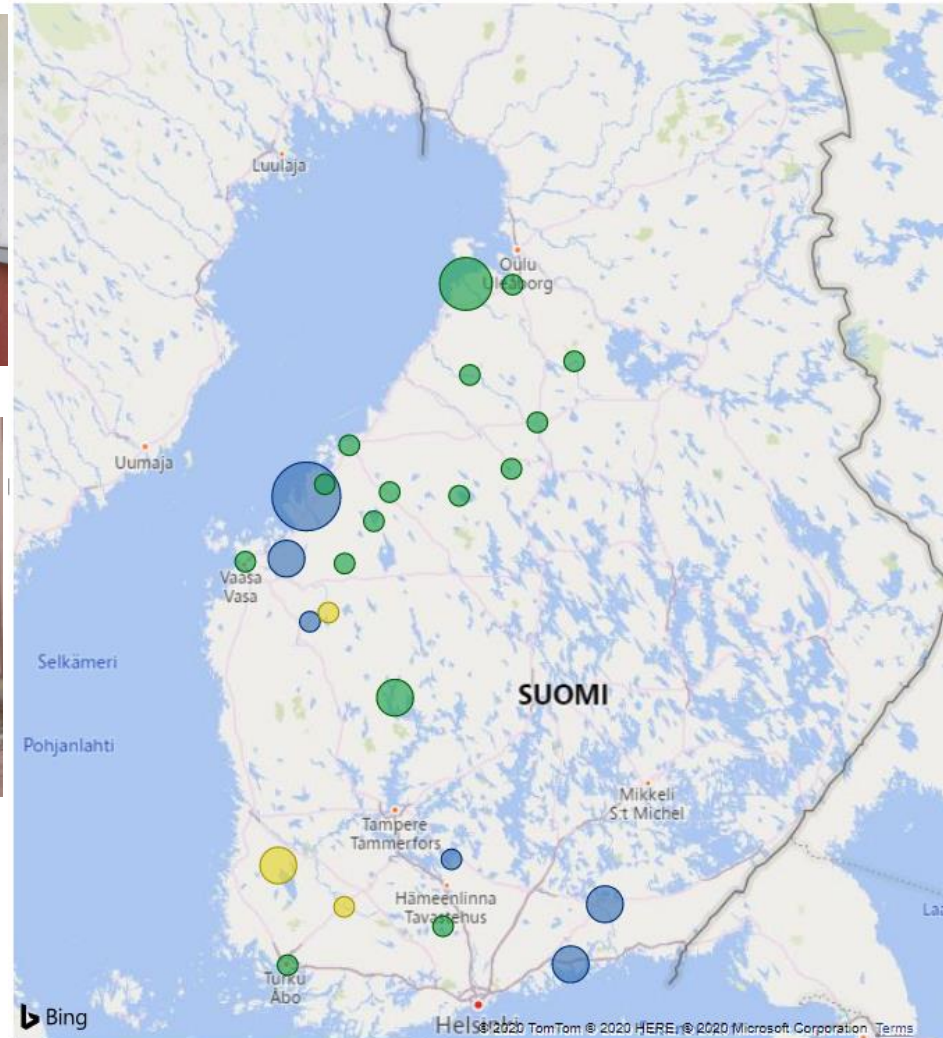 Luulaja
Oulu
Uleåborg
Uumaja
Vaasa
Vasa
Selkämeri
SUOMI
Pohjanlahti
Mikkeli
S:t Michel
Tampere
Tammerfors
Hämeenlinna
Tavastehus
Turku
Åbo
Bing
Helsinki
© 2020 TomTom © 2020 HERE, © 2020 Microsoft Corporation Terms